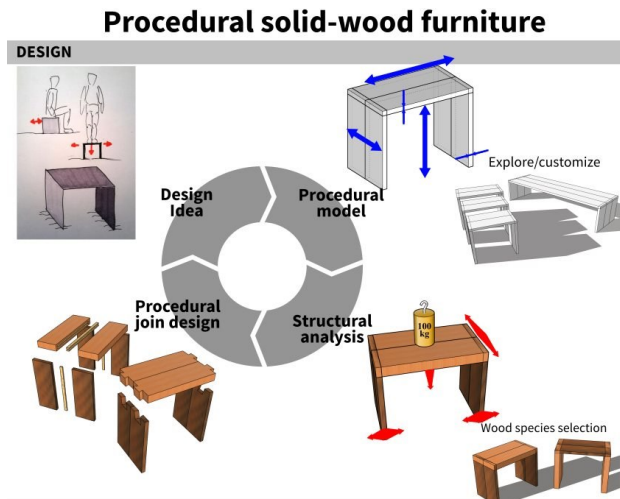 Procedural solid-wood furniture
DESIGN
Design
Idea
Procedural
model
Explore/customize
Procedural
join design
Structural
analysis
100
kg
Wood species selection